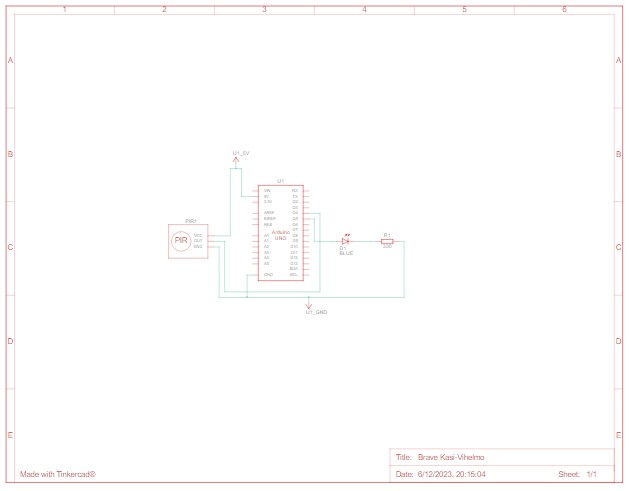 1 2 3 4 5 6
A A
B B
U1_5V
U1
VIN
5V
3.3V
AREF
IOREF
RES
A0
A1
A2
A3
A4
A5
GND
RX
TX
D2
D3
D4
D5
D6
D7
D8
D9
D10
D11
D12
D13
SDA
SCL
Arduino
UNO
PIR1
PIR
VCC
OUT
GND
D1
BLUE
R1
C C
U1_GND
D D
E E
Title: Brave Kasi-Vihelmo
Made with Tinkercad®
Date: 6/12/2023, 20:15:04 Sheet: 1/1